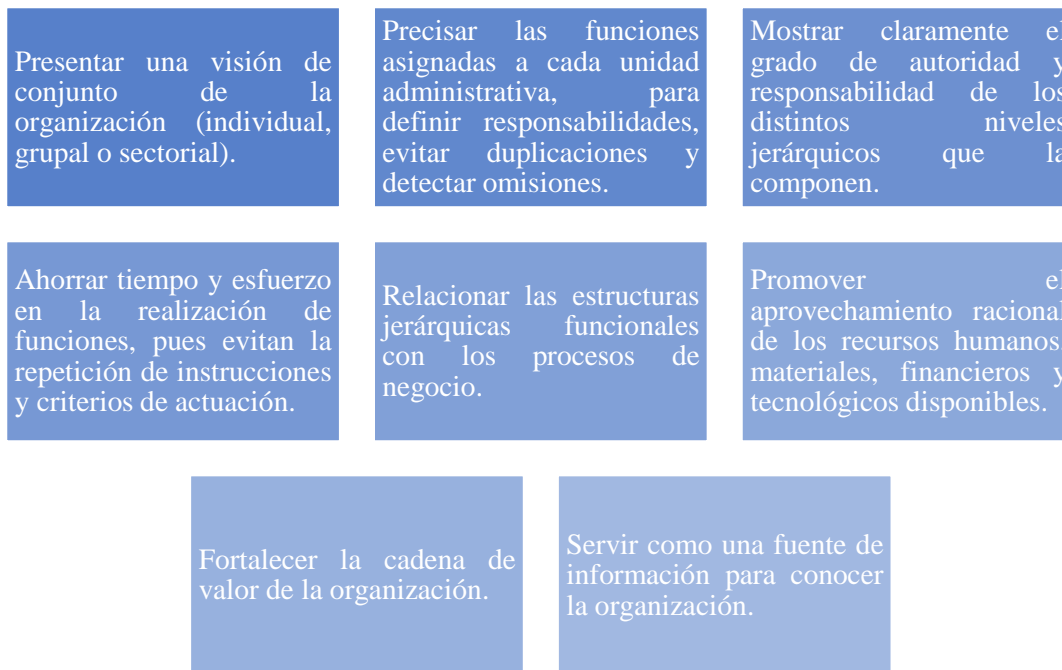 Presentar una visión de
conjunto de la
organización (individual,
grupal o sectorial).
Precisar las funciones
asignadas a cada unidad
administrativa, para
definir responsabilidades,
evitar duplicaciones y
detectar omisiones.
Mostrar claramente el
grado de autoridad y
responsabilidad de los
distintos niveles
jerárquicos que la
componen.
Ahorrar tiempo y esfuerzo
en la realización de
funciones, pues evitan la
repetición de instrucciones
y criterios de actuación.
Relacionar las estructuras
jerárquicas funcionales
con los procesos de
negocio.
Promover el
aprovechamiento racional
de los recursos humanos,
materiales, financieros y
tecnológicos disponibles.
Fortalecer la cadena de
valor de la organización.
Servir como una fuente de
información para conocer
la organización.